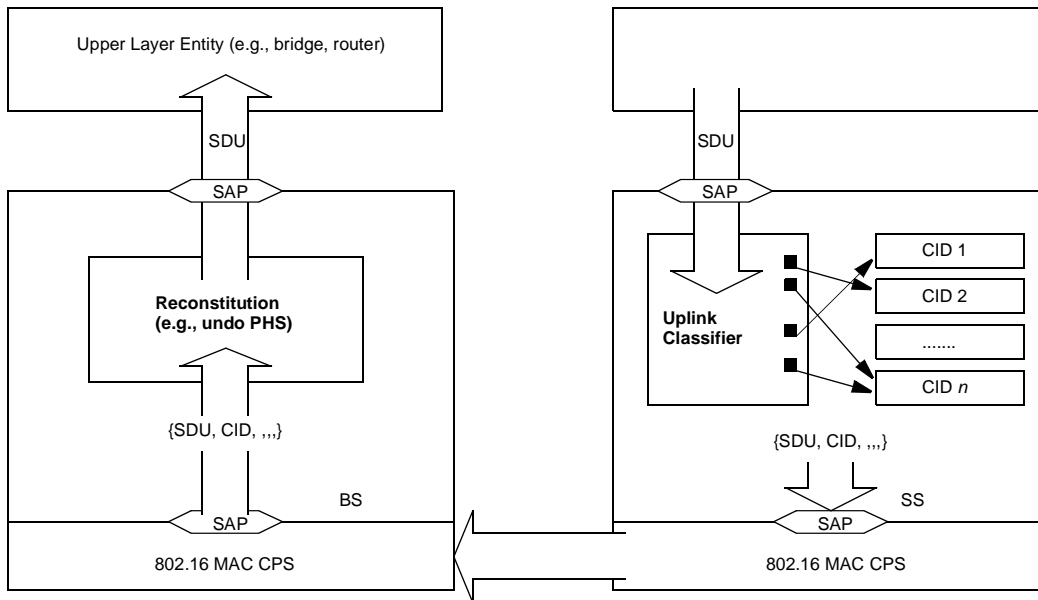 Upper Layer Entity (e.g., bridge, router)
SDU
SAP
Reconstitution
(e.g., undo PHS)
{SDU, CID, ,,,}
BS
SAP
802.16 MAC CPS
SDU
SAP
Uplink
Classifier
CID 1
CID 2
.......
CID n
{SDU, CID, ,,,}
SS
SAP
802.16 MAC CPS